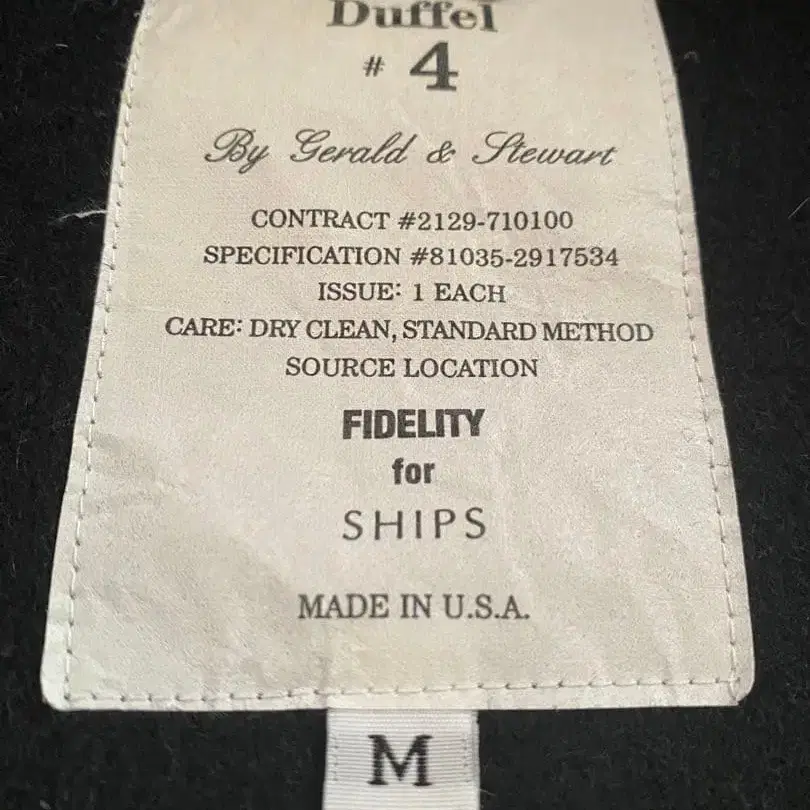 Duffel
# 4
By Gerald & Stewart
CONTRACT #2129-710100
SPECIFICATION #81035-2917534
ISSUE: 1 EACH
CARE: DRY CLEAN, STANDARD METHOD
SOURCE LOCATION
FIDELITY
for
SHIPS
MADE IN U.S.A.
M